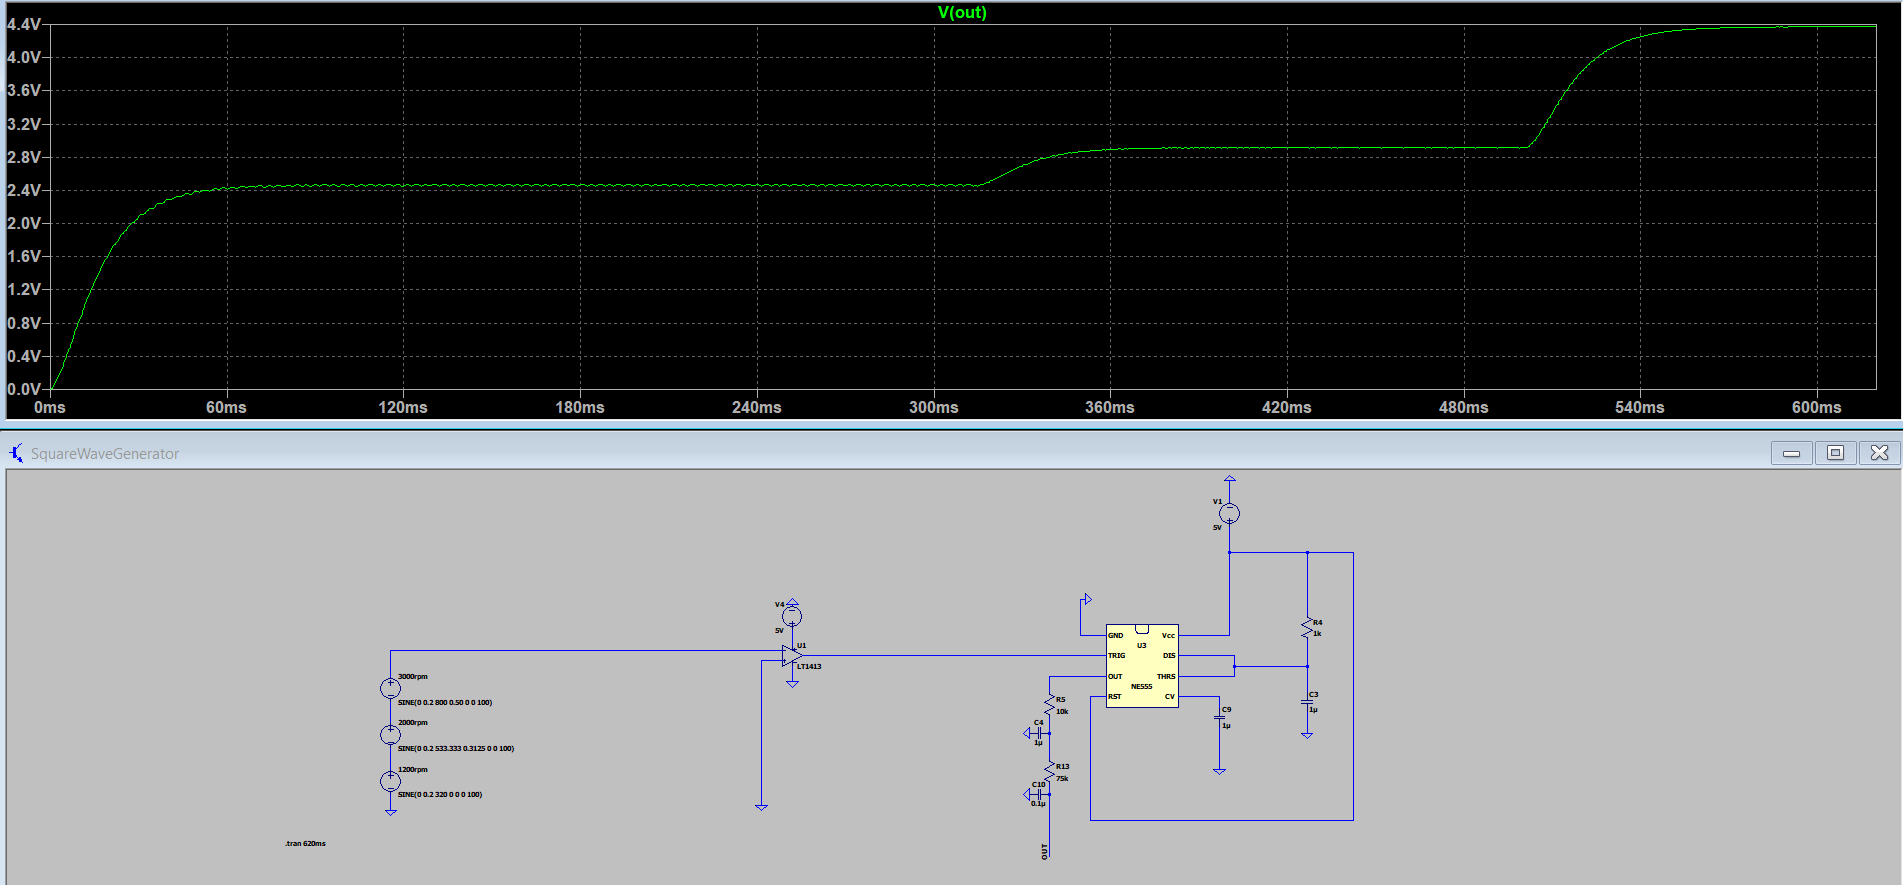 V(out)
4.4V
4.0V
3.6V
3.2V
2.8V
2.4V
2.0V
1.6V
1.2V
0.8V
0.4V
0.0V
0ms 60ms 120ms 180ms 240ms 300ms 360ms 420ms 480ms 540ms 600ms
SquareWaveGenerator
V1
5V
V4
5V
U1
LT1413
3000rpm
SINE(0 0.2 800 0.50 0 0 100)
2000rpm
SINE(0 0.2 533.333 0.3125 0 0 100)
1200rpm
SINE(0 0.2 320 0 0 0 100)
.tran 620ms
GND Vcc
U3
TRIG DIS
OUT THRS
NE555
RST CV
R4
1k
C3
1µ
C9
1µ
R5
10k
C4
1µ
R13
75k
C10
0.1µ
OUT